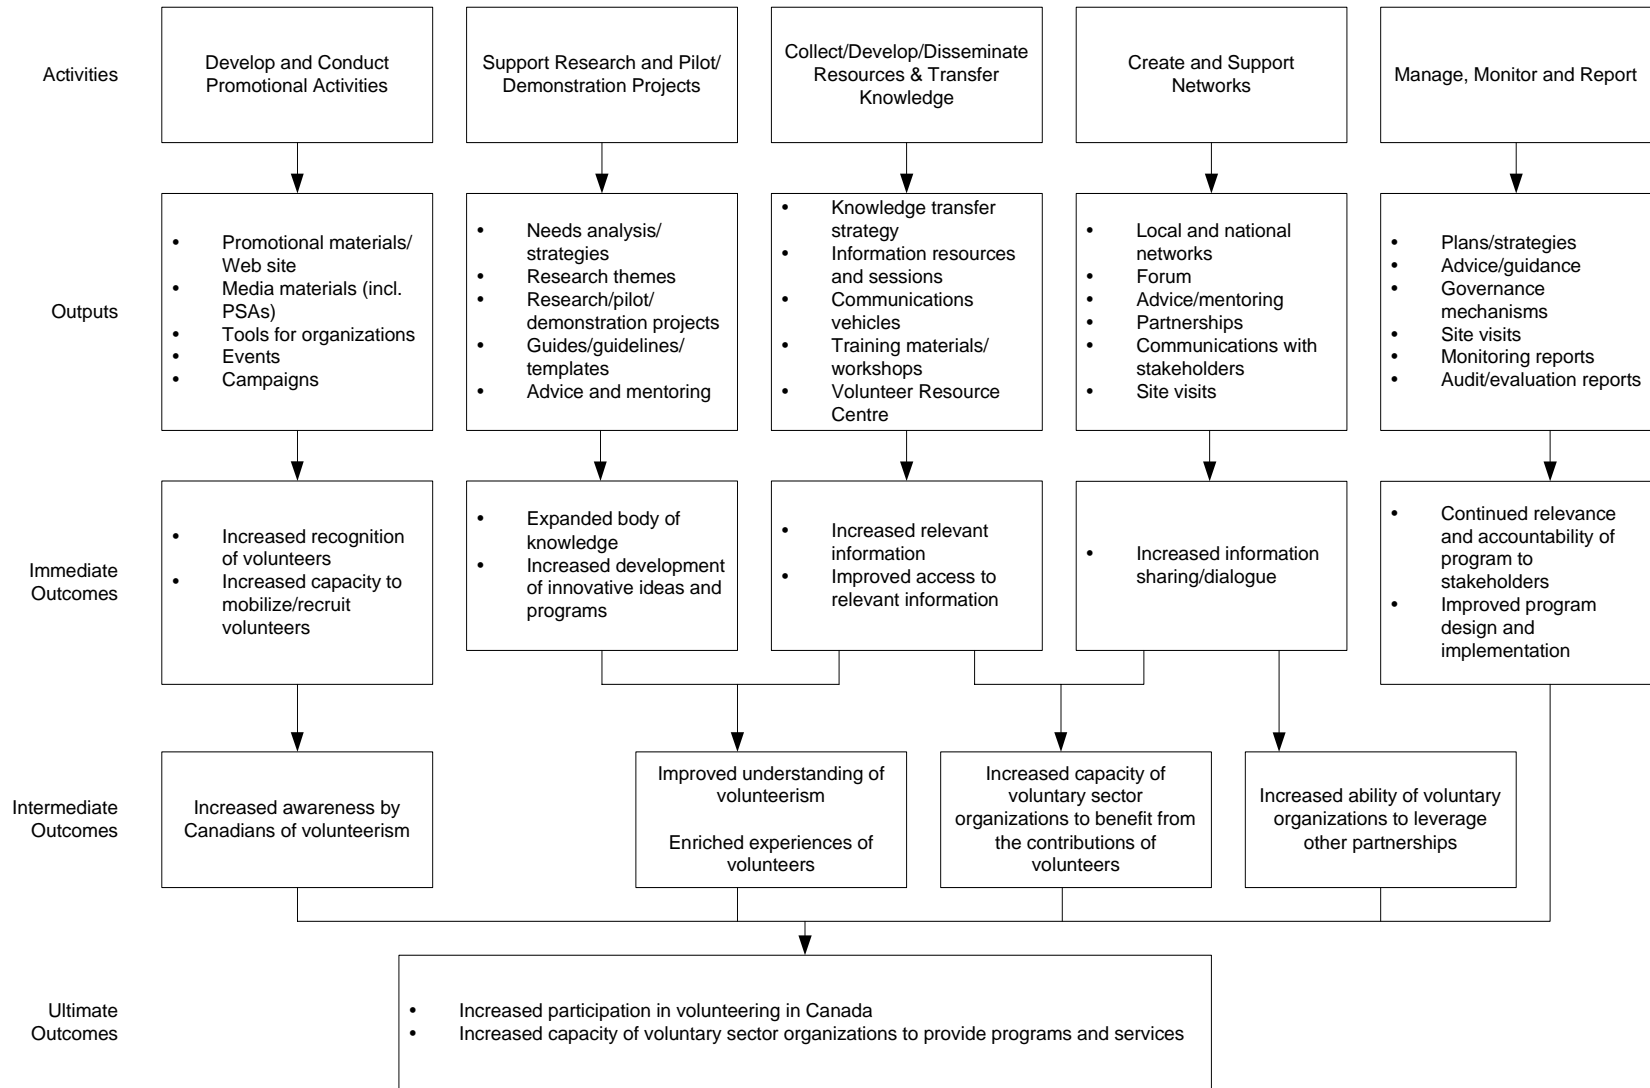 Activities
Develop and Conduct
Promotional Activities
Support Research and Pilot/
Demonstration Projects
Collect/Develop/Disseminate
Resources & Transfer
Knowledge
Create and Support
Networks
Manage, Monitor and Report
Outputs
• Promotional materials/
Web site
• Media materials (incl.
PSAs)
• Tools for organizations
• Events
• Campaigns
• Needs analysis/
strategies
• Research themes
• Research/pilot/
demonstration projects
• Guides/guidelines/
templates
• Advice and mentoring
• Knowledge transfer
strategy
• Information resources
and sessions
• Communications
vehicles
• Training materials/
workshops
• Volunteer Resource
Centre
• Local and national
networks
• Forum
• Advice/mentoring
• Partnerships
• Communications with
stakeholders
• Site visits
• Plans/strategies
• Advice/guidance
• Governance
mechanisms
• Site visits
• Monitoring reports
• Audit/evaluation reports
Immediate
Outcomes
• Increased recognition
of volunteers
• Increased capacity to
mobilize/recruit
volunteers
• Expanded body of
knowledge
• Increased development
of innovative ideas and
programs
• Increased relevant
information
• Improved access to
relevant information
• Increased information
sharing/dialogue
• Continued relevance
and accountability of
program to
stakeholders
• Improved program
design and
implementation
Intermediate
Outcomes
Increased awareness by
Canadians of volunteerism
Improved understanding of
volunteerism
Enriched experiences of
volunteers
Increased capacity of
voluntary sector
organizations to benefit from
the contributions of
volunteers
Increased ability of voluntary
organizations to leverage
other partnerships
Ultimate
Outcomes
• Increased participation in volunteering in Canada
• Increased capacity of voluntary sector organizations to provide programs and services